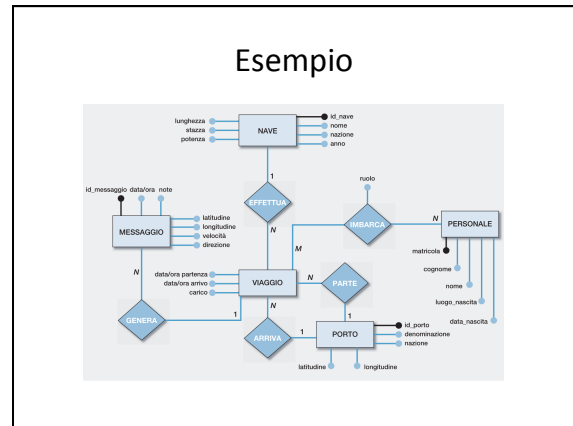 Esempio
lunghezza
stazza
potenza
NAVE
id_nave
nome
nazione
anno
1
EFFETTUA
N
id_messaggio data/ora note
MESSAGGIO
latitudine
longitudine
velocità
direzione
N
GENERA
1
ruolo
IMBARCA
M
N
PERSONALE
matricola
cognome
nome
luogo_nascita
data_nascita
data/ora partenza
data/ora arrivo
carico
VIAGGIO
N
PARTE
1
N
ARRIVA
1
PORTO
id_porto
denominazione
nazione
latitudine
longitudine